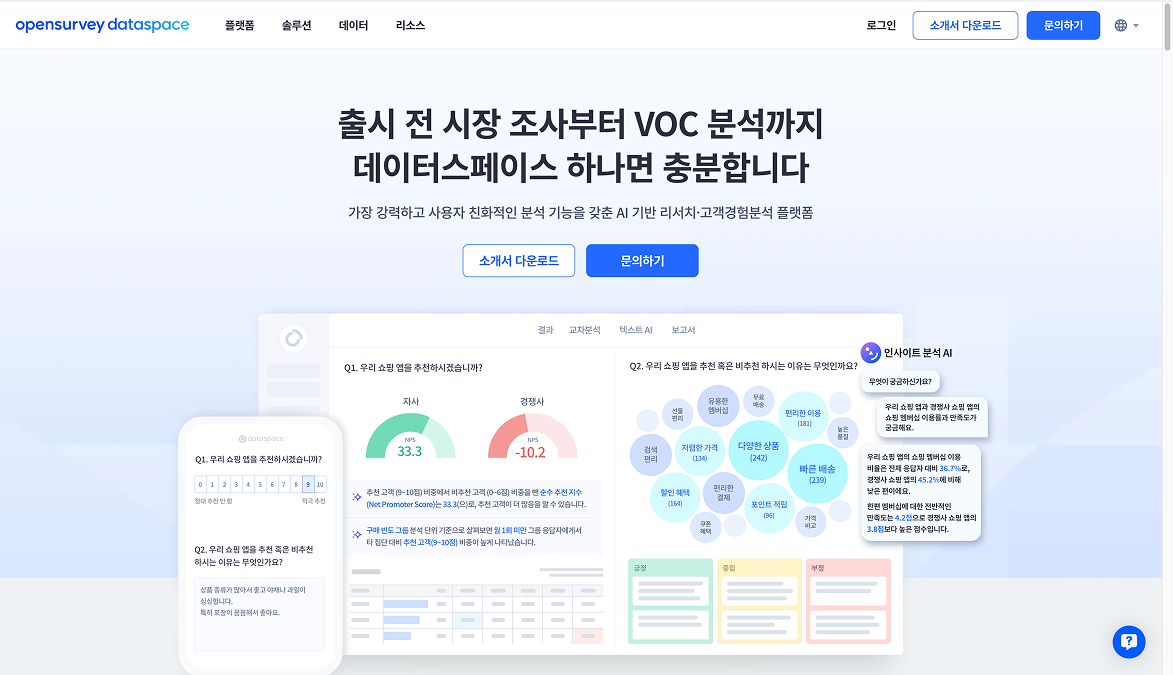 opensurvey dataspace
플랫폼
솔루션
데이터
리소스
로그인
소개서 다운로드
문의하기
출시 전 시장 조사부터 VOC 분석까지
데이터스페이스 하나면 충분합니다
가장 강력하고 사용자 친화적인 분석 기능을 갖춘 AI 기반 리서치·고객경험분석 플랫폼
소개서 다운로드
문의하기
결과
교차분석
텍스트 AI
보고서
Q1. 우리 쇼핑 앱을 추천하시겠습니까?
자사
NPS
33.3
경쟁사
NPS
-10.2
추천 고객 (9~10점) 비중에서 비추천 고객 (0~6점) 비중을 뺀 순수 추천 지수
(Net Promoter Score)는 33.3(으)로, 추천 고객이 더 많음을 알 수 있습니다.
구매 빈도 그룹 분석 단위 기준으로 살펴보면 월 1회 미만 그룹 응답자에게서
타 집단 대비 추천 고객(9~10점) 비중이 높게 나타났습니다.
Q2. 우리 쇼핑 앱을 추천 혹은 비추천 하시는 이유는 무엇인가요?
선물
편리
유용한
멤버십
무료
배송
편리한 이용
(181)
높은
품질
검색
편리
저렴한 가격
(134)
다양한 상품
(242)
빠른 배송
(239)
할인 혜택
(164)
편리한
결제
포인트 적립
(96)
쿠폰
혜택
가격
비교
긍정
중립
부정
인사이트 분석 AI
무엇이 궁금하신가요?
우리 쇼핑 앱과 경쟁사 쇼핑 앱의
쇼핑 멤버십 이용률과 만족도가
궁금해요.
우리 쇼핑 앱의 쇼핑 멤버십 이용
비율은 전체 응답자 대비 36.7%로,
경쟁사 쇼핑 앱의 45.2%에 비해
낮은 편이에요.
한편 멤버십에 대한 전반적인
만족도는 4.2점으로 경쟁사 쇼핑 앱의
3.8점보다 높은 점수입니다.
dataspace
Q1. 우리 쇼핑 앱을 추천하시겠습니까?
0 1 2 3 4 5 6 7 8 9 10
절대 추천 안 함
적극 추천
Q2. 우리 쇼핑 앱을 추천 혹은 비추천
하시는 이유는 무엇인가요?
상품 종류가 많아서 좋고 야채나 과일이
싱싱합니다.
특히 포장이 꼼꼼해서 좋아요.